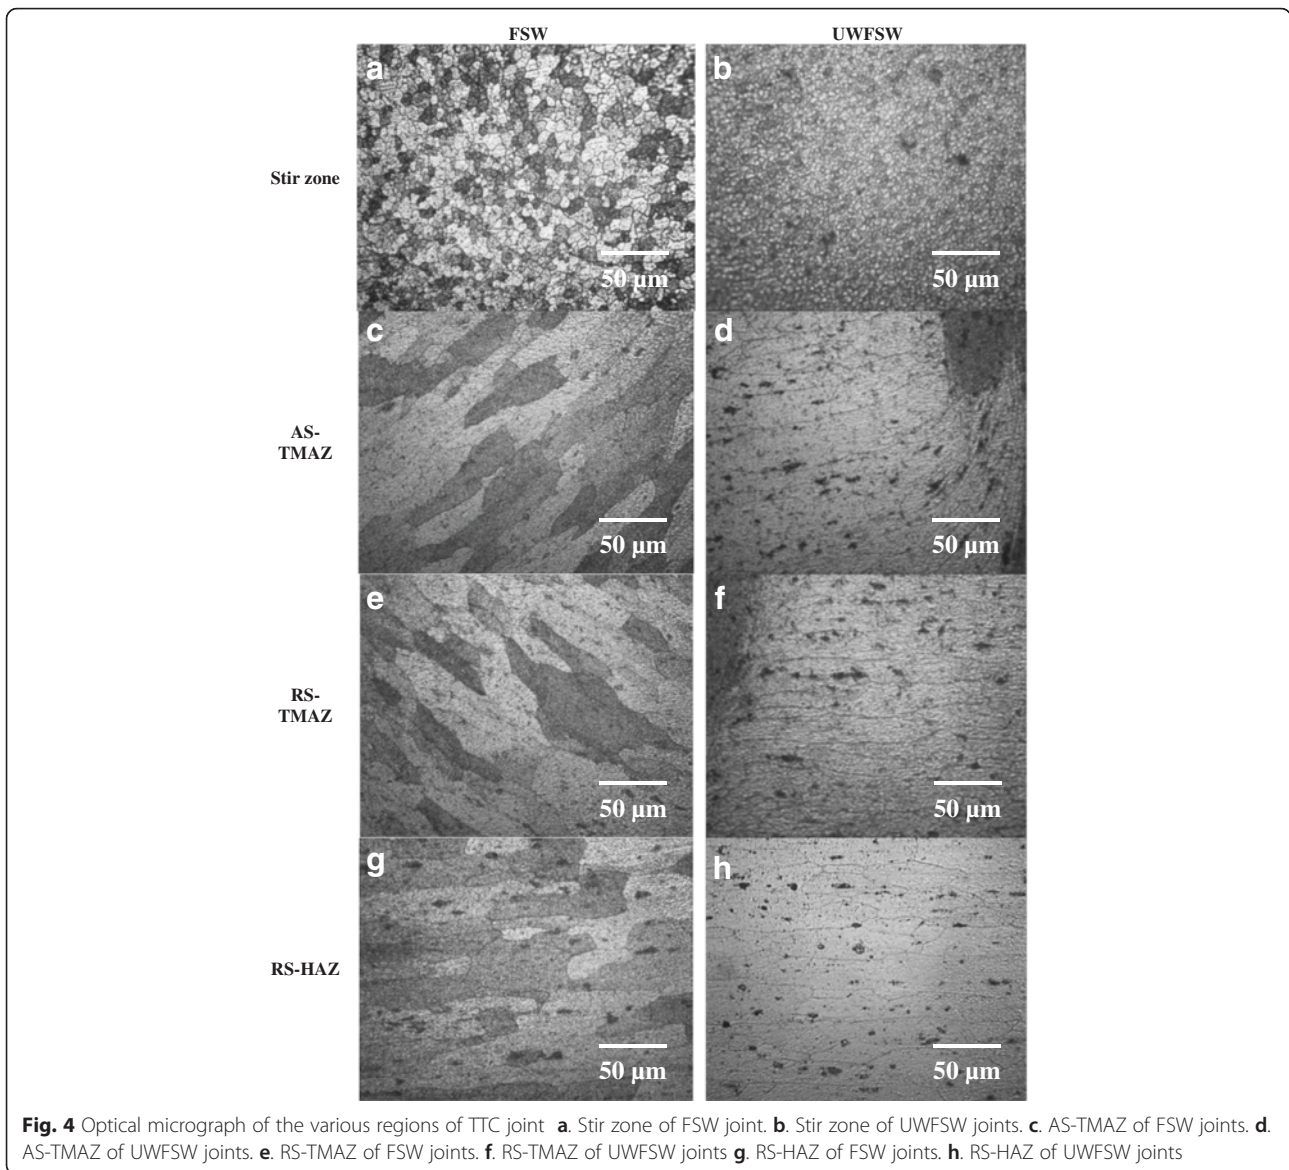 FSW
UWFSW
Stir zone
a
50 µm
b
50 µm
AS-
TMAZ
c
50 µm
d
50 µm
RS-
TMAZ
e
50 µm
f
50 µm
RS-HAZ
g
50 µm
h
50 µm
Fig. 4 Optical micrograph of the various regions of TTC joint a. Stir zone of FSW joint. b. Stir zone of UWFSW joints. c. AS-TMAZ of FSW joints. d.
AS-TMAZ of UWFSW joints. e. RS-TMAZ of FSW joints. f. RS-TMAZ of UWFSW joints g. RS-HAZ of FSW joints. h. RS-HAZ of UWFSW joints